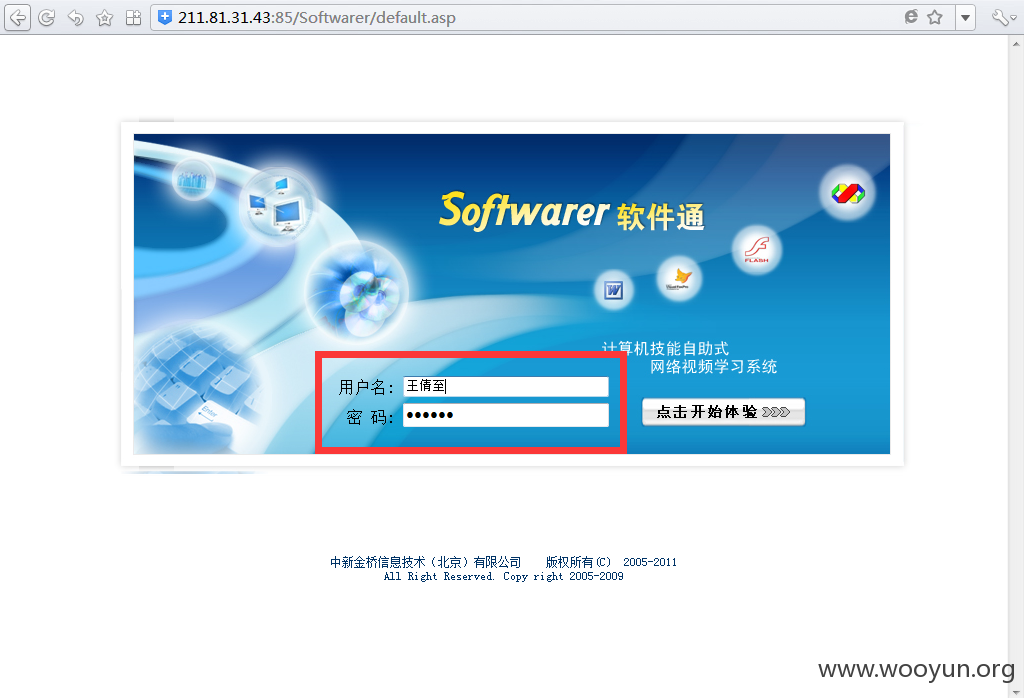 211.81.31.43:85/Softwarer/default.asp
Softwarer 软件通
FLASH
W
计算机技能自助式
网络视频学习系统
用户名：王倩至
密 码：●●●●●●
点击开始体验
Enter
中新金桥信息技术（北京）有限公司 版权所有(C) 2005-2011
All Right Reserved. Copy right 2005-2009
www.wooyun.org